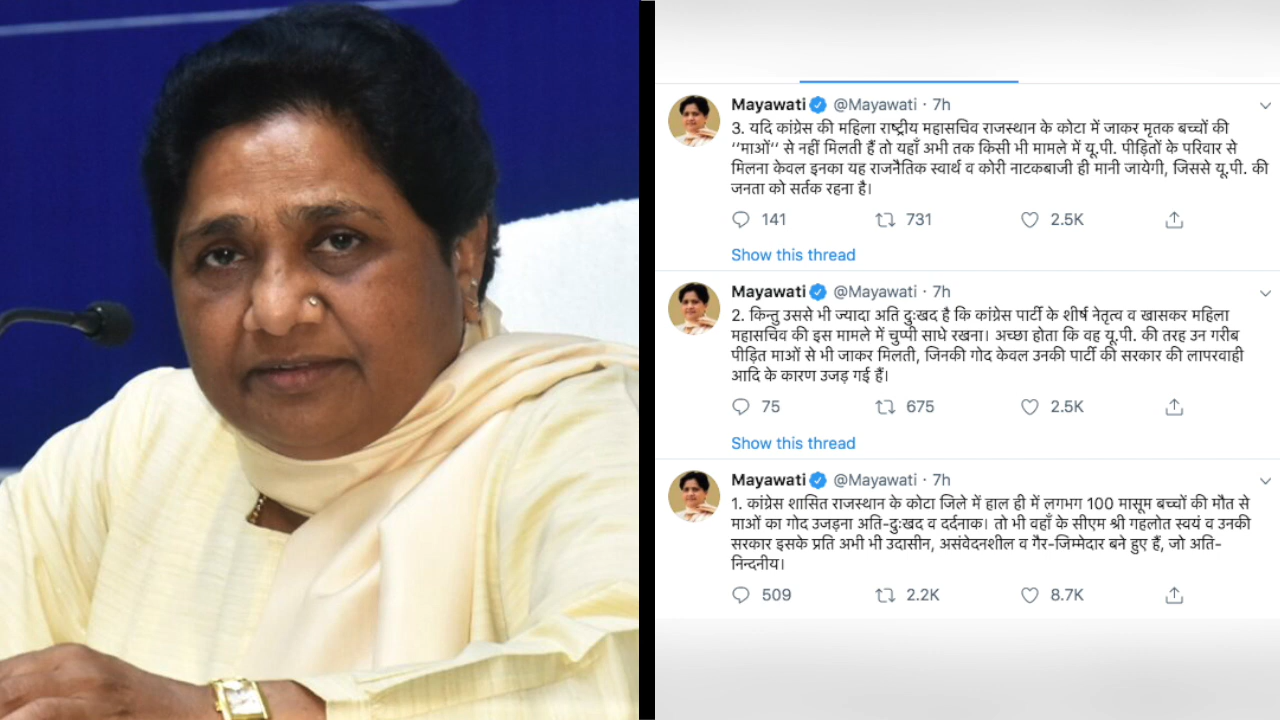 Mayawati @Mayawati · 7h
3. यदि कांग्रेस की महिला राष्ट्रीय महासचिव राजस्थान के कोटा में जाकर मृतक बच्चों की
‘‘माओं‘‘ से नहीं मिलती हैं तो यहाँ अभी तक किसी भी मामले में यू.पी. पीड़ितों के परिवार से
मिलना केवल इनका यह राजनैतिक स्वार्थ व कोरी नाटकबाजी ही मानी जायेगी, जिससे यू.पी. की
जनता को सर्तक रहना है।
141 731 2.5K
Show this thread
Mayawati @Mayawati · 7h
2. किन्तु उससे भी ज्यादा अति दुःखद है कि कांग्रेस पार्टी के शीर्ष नेतृत्व व खासकर महिला
महासचिव की इस मामले में चुप्पी साधे रखना। अच्छा होता कि वह यू.पी. की तरह उन गरीब
पीड़ित माओं से भी जाकर मिलती, जिनकी गोद केवल उनकी पार्टी की सरकार की लापरवाही
आदि के कारण उजड़ गई हैं।
75 675 2.5K
Show this thread
Mayawati @Mayawati · 7h
1. कांग्रेस शासित राजस्थान के कोटा जिले में हाल ही में लगभग 100 मासूम बच्चों की मौत से
माओं का गोद उजड़ना अति-दुःखद व दर्दनाक। तो भी वहाँ के सीएम श्री गहलोत स्वयं व उनकी
सरकार इसके प्रति अभी भी उदासीन, असंवेदनशील व गैर-जिम्मेदार बने हुए हैं, जो अति-
निन्दनीय।
509 2.2K 8.7K